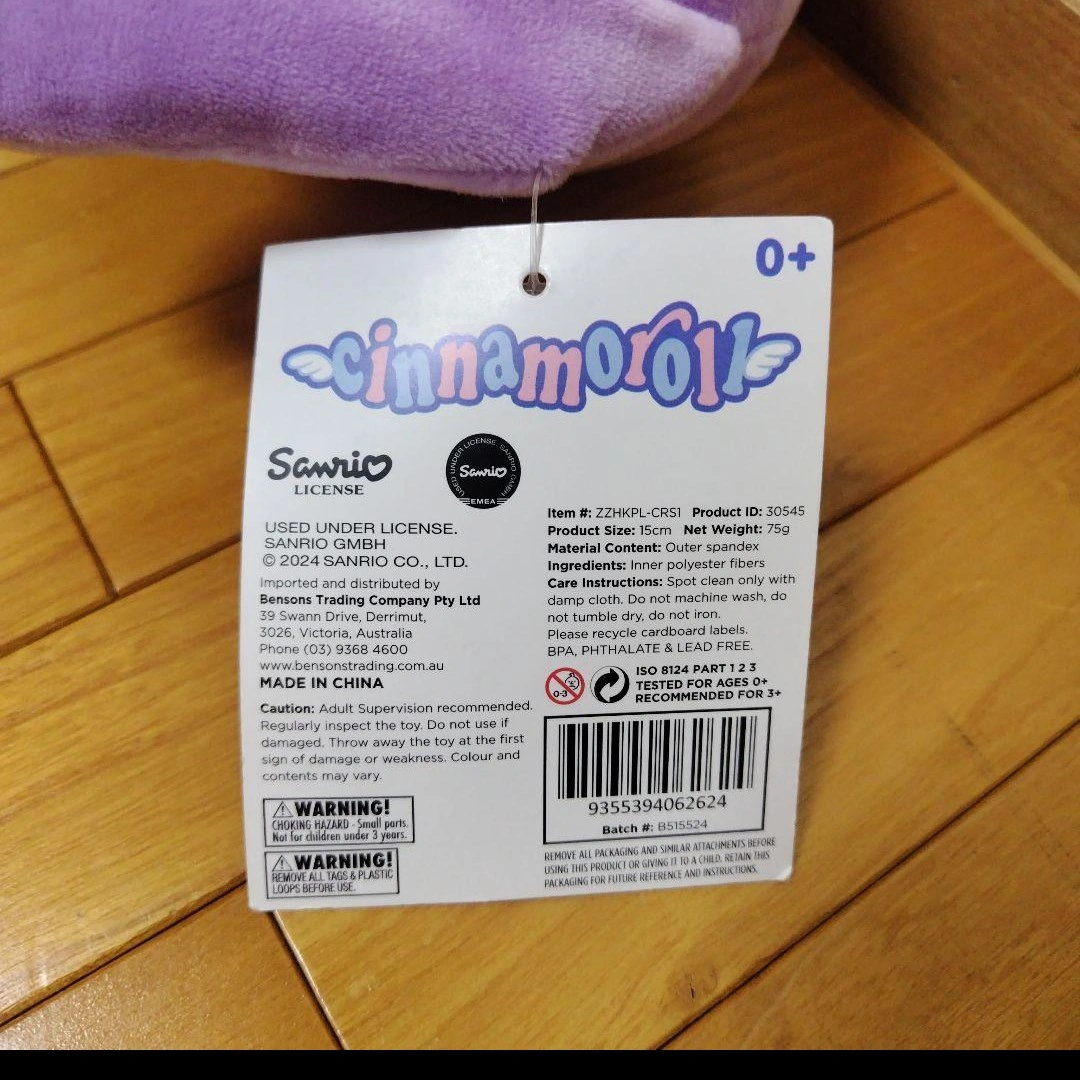 0+
cinnamoroll
Sanrio
LICENSE
USED UNDER LICENSE. SANRIO GMBH
Sanrio
EMEA
USED UNDER LICENSE.
SANRIO GMBH
© 2024 SANRIO CO., LTD.
Imported and distributed by
Bensons Trading Company Pty Ltd
39 Swann Drive, Derrimut,
3026, Victoria, Australia
Phone (03) 9368 4600
www.bensonstrading.com.au
MADE IN CHINA
Caution: Adult Supervision recommended.
Regularly inspect the toy. Do not use if
damaged. Throw away the toy at the first
sign of damage or weakness. Colour and
contents may vary.
WARNING!
CHOKING HAZARD - Small parts.
Not for children under 3 years.
WARNING!
REMOVE ALL TAGS & PLASTIC
LOOPS BEFORE USE.
Item #: ZZHKPL-CRS1 Product ID: 30545
Product Size: 15cm Net Weight: 75g
Material Content: Outer spandex
Ingredients: Inner polyester fibers
Care Instructions: Spot clean only with
damp cloth. Do not machine wash, do
not tumble dry, do not iron.
Please recycle cardboard labels.
BPA, PHTHALATE & LEAD FREE.
0-3
ISO 8124 PART 1 2 3
TESTED FOR AGES 0+
RECOMMENDED FOR 3+
9355394062624
Batch #: B515524
REMOVE ALL PACKAGING AND SIMILAR ATTACHMENTS BEFORE
USING THIS PRODUCT OR GIVING IT TO A CHILD. RETAIN THIS
PACKAGING FOR FUTURE REFERENCE AND INSTRUCTIONS.